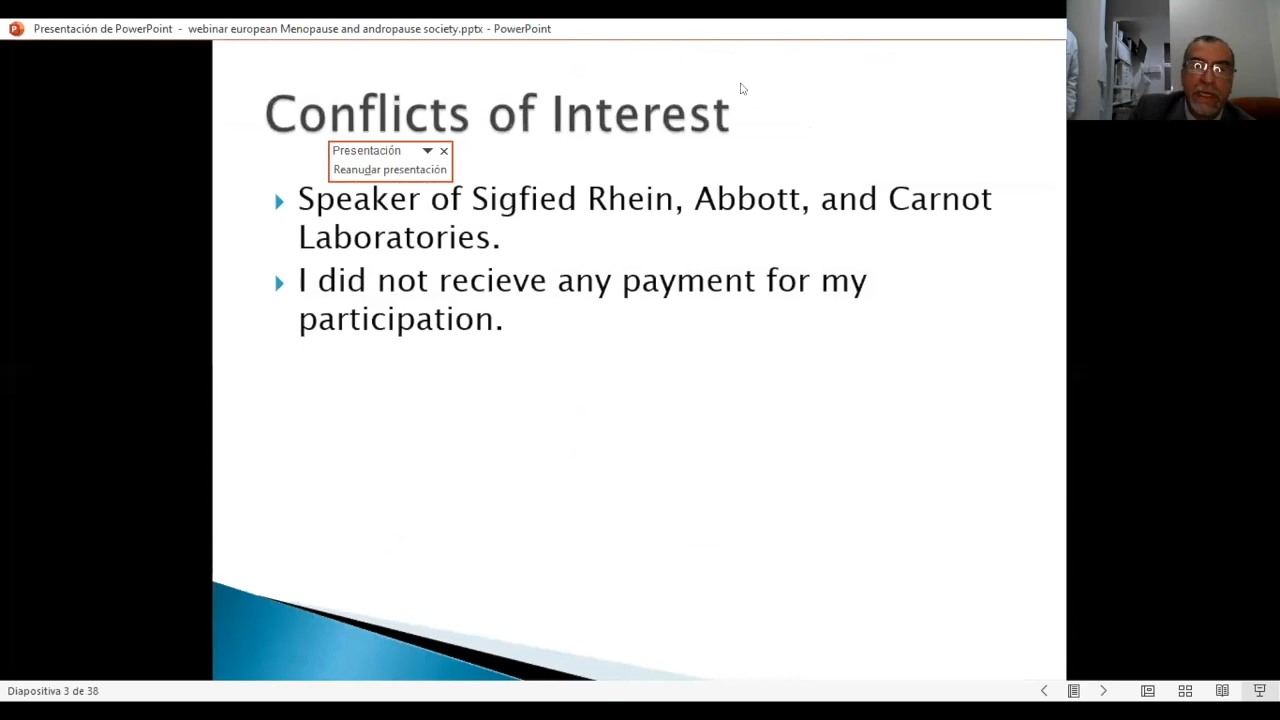 Presentación de PowerPoint - webinar european Menopause and andropause society.pptx - PowerPoint
Conflicts of Interest
Presentación
Reanudar presentación
Speaker of Sigfied Rhein, Abbott, and Carnot
Laboratories.
I did not recieve any payment for my
participation.
Diapositiva 3 de 38